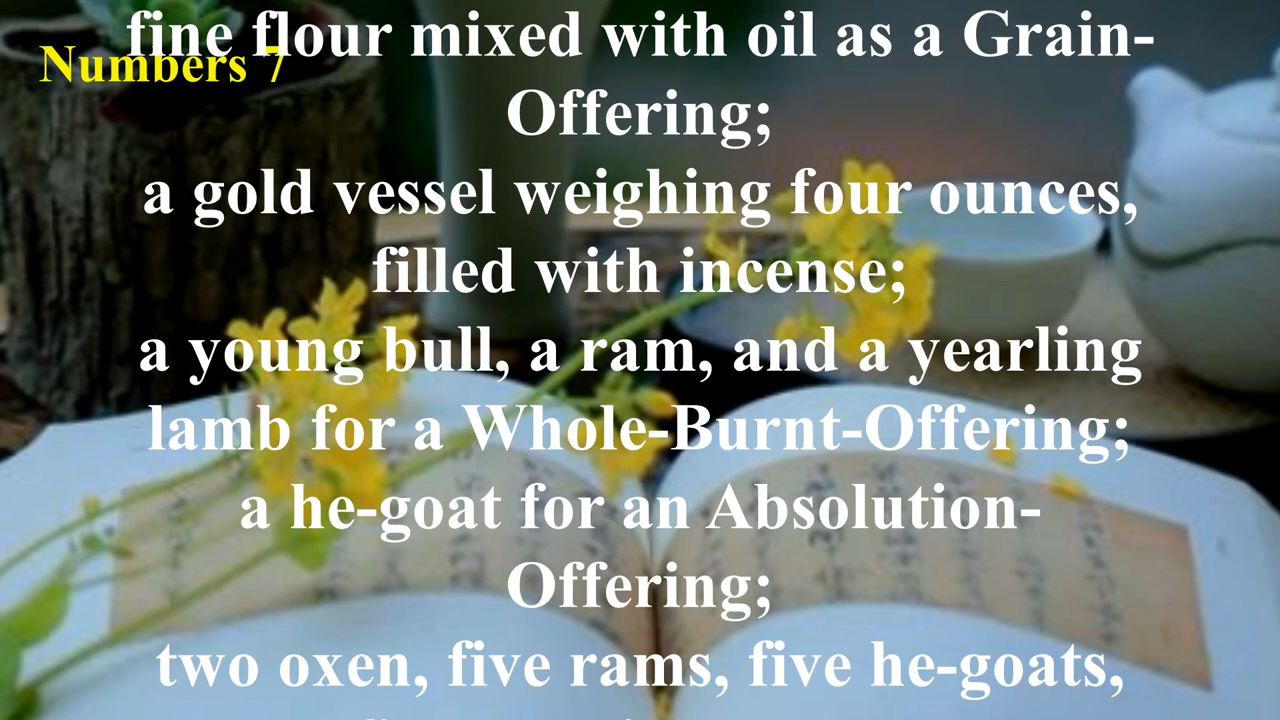 fine flour mixed with oil as a Grain-
Numbers 7
Offering;
a gold vessel weighing four ounces,
filled with incense;
a young bull, a ram, and a yearling
lamb for a Whole-Burnt-Offering;
a he-goat for an Absolution-
Offering;
two oxen, five rams, five he-goats,